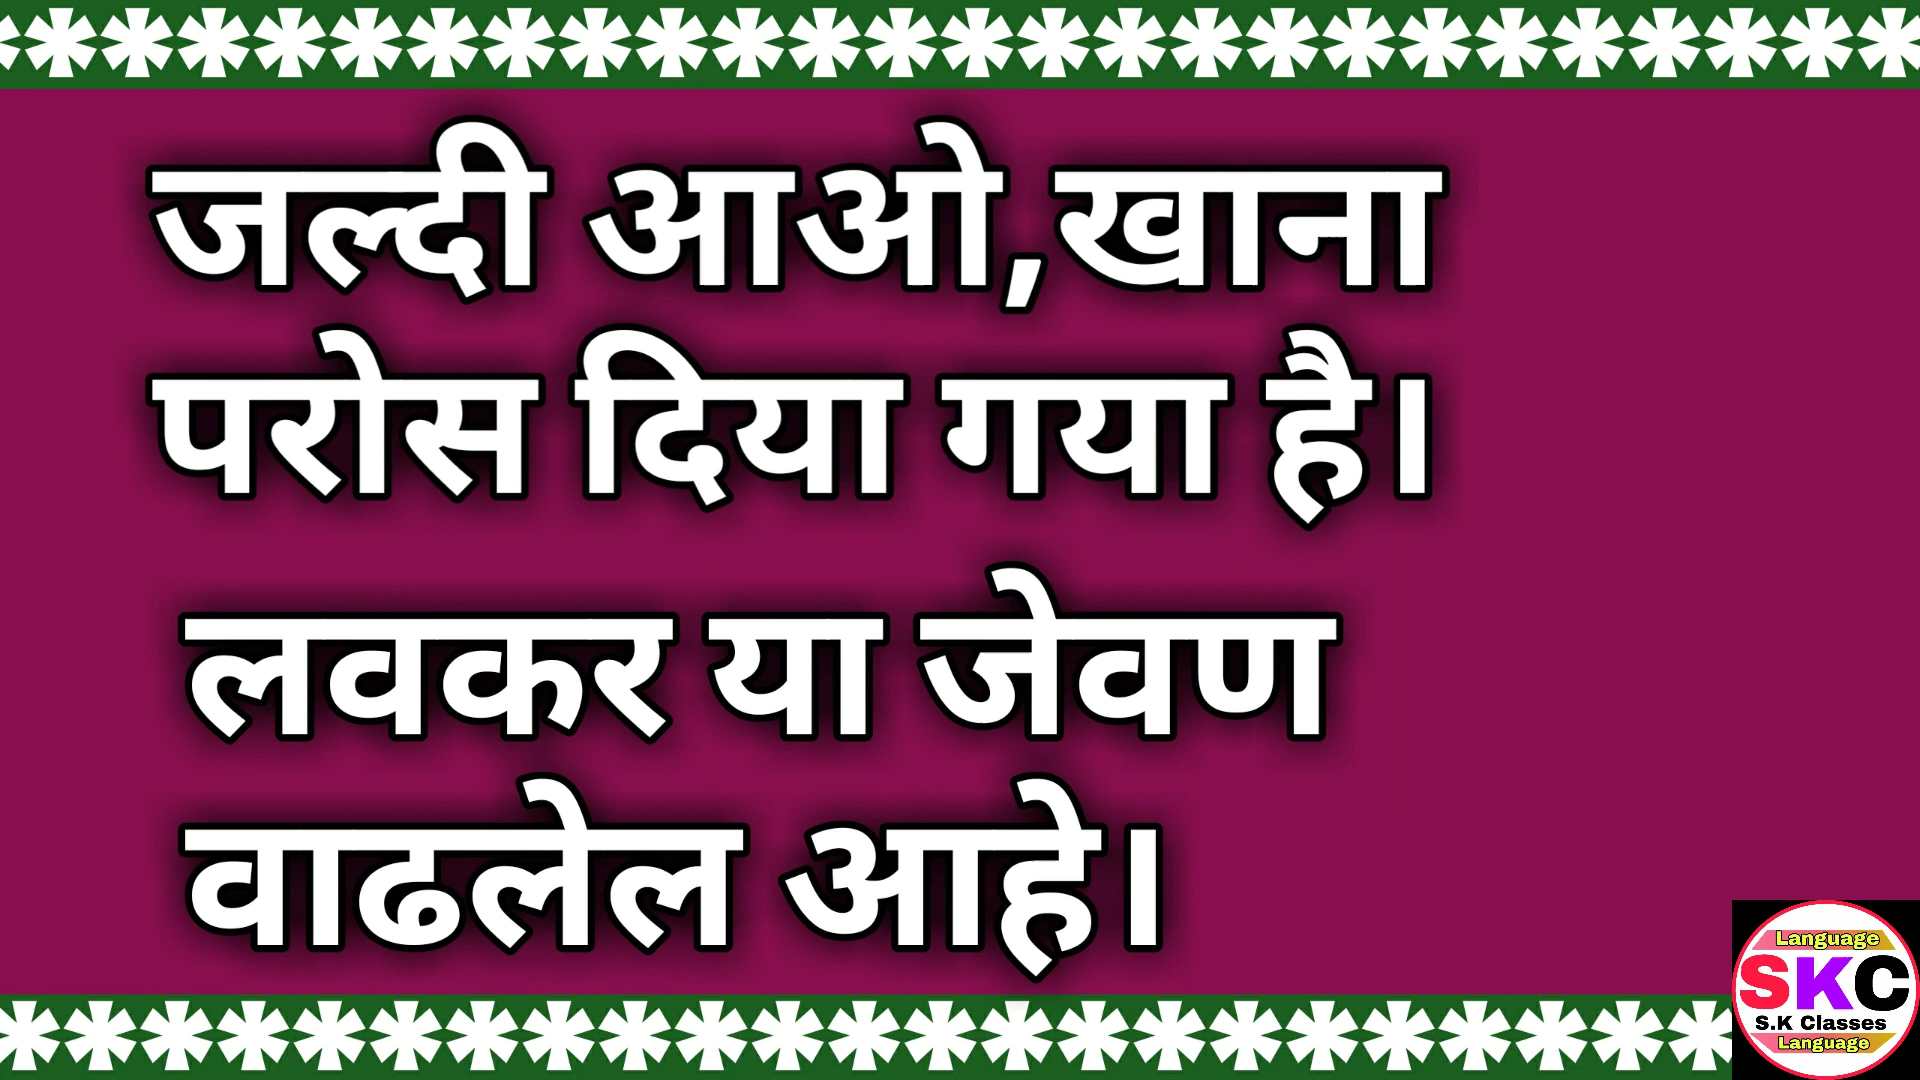 जल्दी आओ,खाना
परोस दिया गया है।
लवकर या जेवण
वाढलेल आहे।
Language
SKC
S.K Classes
Language